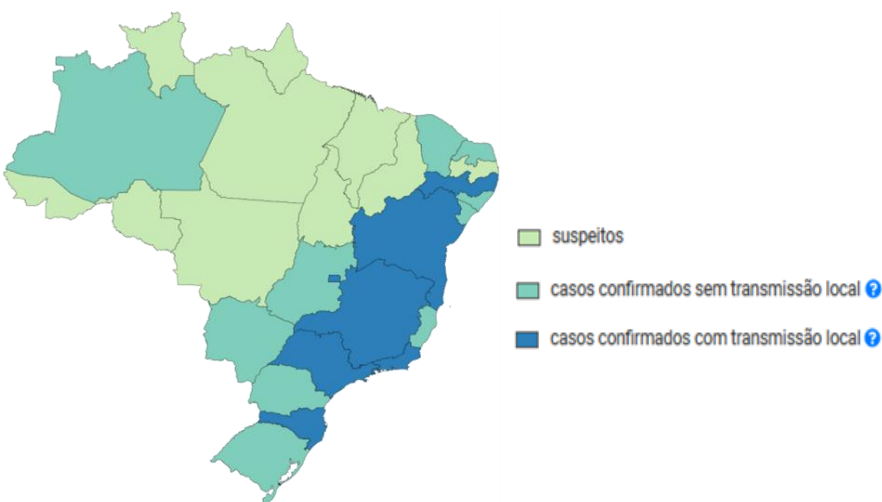 suspeitos
casos confirmados sem transmissão local ?
casos confirmados com transmissão local ?